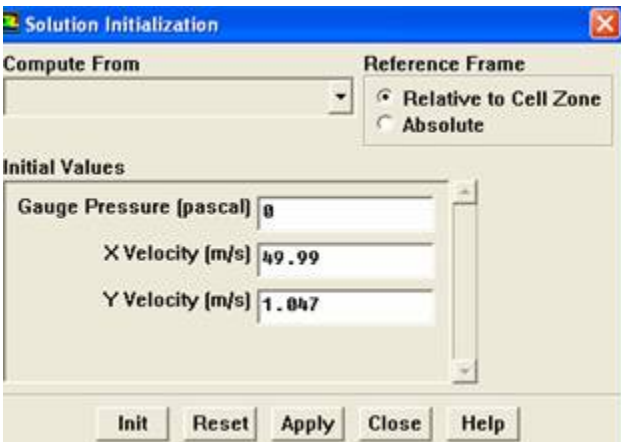 Solution Initialization
Compute From
Reference Frame
Relative to Cell Zone
Absolute
Initial Values
Gauge Pressure (pascal) 0
X Velocity (m/s) 49.99
Y Velocity (m/s) 1.047
Init Reset Apply Close Help